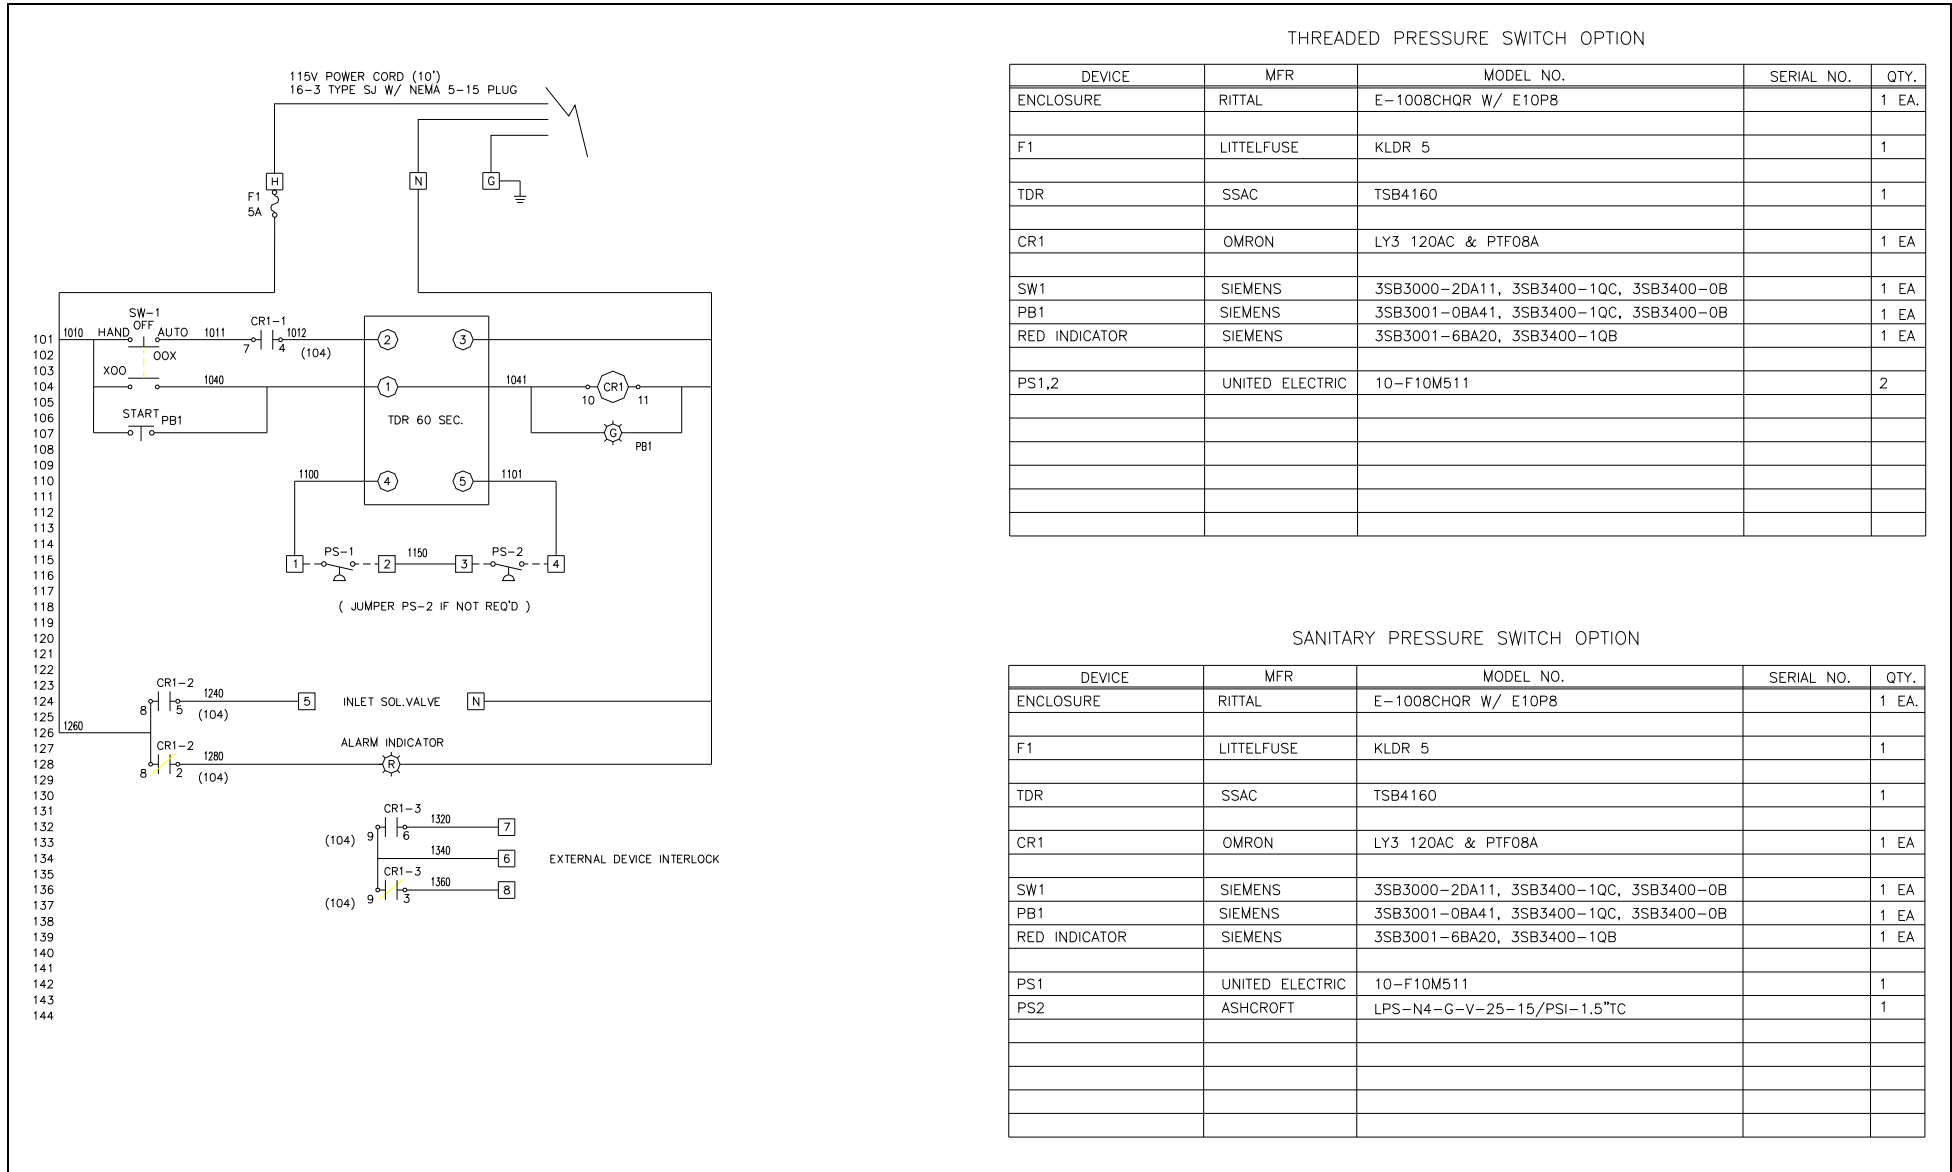 115V POWER CORD (10')
16-3 TYPE SJ W/ NEMA 5-15 PLUG
H
N
G
F1
5A
SW-1
OFF
CR1-1
101
1010
HAND
AUTO
1011
1012
2
3
7
4
102
OOX
(104)
103
XOO
104
1040
1
1041
CR1
105
10
11
106
START
PB1
TDR 60 SEC.
107
G
108
PB1
109
110
1100
4
5
1101
111
112
113
114
115
1
PS-1
2
1150
3
PS-2
4
116
117
118
( JUMPER PS-2 IF NOT REQ'D )
119
120
121
122
123
CR1-2
124
1240
5
INLET SOL.VALVE
N
125
8
5
(104)
126
1260
127
CR1-2
ALARM INDICATOR
128
1280
R
129
8
2
(104)
130
131
CR1-3
132
1320
7
133
(104)
9
6
134
1340
6
EXTERNAL DEVICE INTERLOCK
135
CR1-3
136
1360
8
137
(104)
9
3
138
139
140
141
142
143
144
THREADED PRESSURE SWITCH OPTION
DEVICE MFR MODEL NO. SERIAL NO. QTY.
ENCLOSURE RITTAL E-1008CHQR W/ E10P8 1 EA.
F1 LITTELFUSE KLDR 5 1
TDR SSAC TSB4160 1
CR1 OMRON LY3 120AC & PTF08A 1 EA
SW1 SIEMENS 3SB3000-2DA11, 3SB3400-1QC, 3SB3400-0B 1 EA
PB1 SIEMENS 3SB3001-0BA41, 3SB3400-1QC, 3SB3400-0B 1 EA
RED INDICATOR SIEMENS 3SB3001-6BA20, 3SB3400-1QB 1 EA
PS1,2 UNITED ELECTRIC 10-F10M511 2
SANITARY PRESSURE SWITCH OPTION
DEVICE MFR MODEL NO. SERIAL NO. QTY.
ENCLOSURE RITTAL E-1008CHQR W/ E10P8 1 EA.
F1 LITTELFUSE KLDR 5 1
TDR SSAC TSB4160 1
CR1 OMRON LY3 120AC & PTF08A 1 EA
SW1 SIEMENS 3SB3000-2DA11, 3SB3400-1QC, 3SB3400-0B 1 EA
PB1 SIEMENS 3SB3001-0BA41, 3SB3400-1QC, 3SB3400-0B 1 EA
RED INDICATOR SIEMENS 3SB3001-6BA20, 3SB3400-1QB 1 EA
PS1 UNITED ELECTRIC 10-F10M511 1
PS2 ASHCROFT LPS-N4-G-V-25-15/PSI-1.5"TC 1